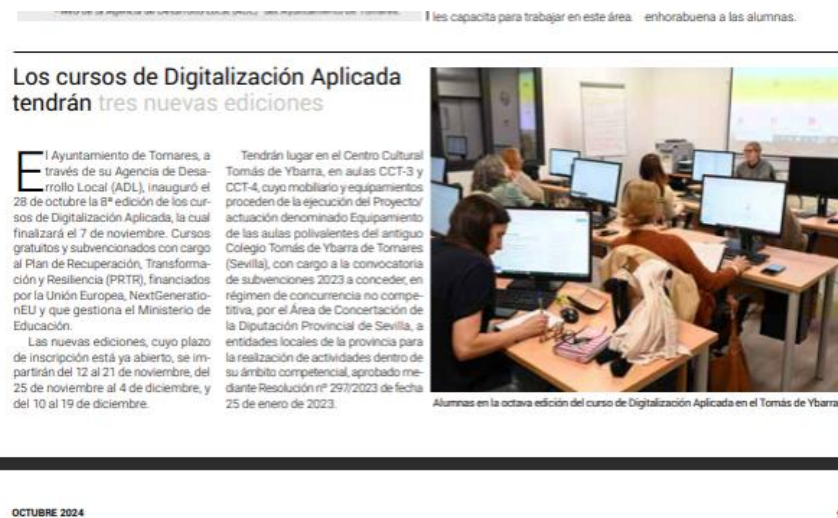 les capacita para trabajar en este área. enhorabuena a las alumnas.
Los cursos de Digitalización Aplicada
tendrán tres nuevas ediciones
El Ayuntamiento de Tomares, a
través de su Agencia de Desa-
rrollo Local (ADL), inauguró el
28 de octubre la 8ª edición de los cur-
sos de Digitalización Aplicada, la cual
finalizará el 7 de noviembre. Cursos
gratuitos y subvencionados con cargo
al Plan de Recuperación, Transforma-
ción y Resiliencia (PRTR), financiados
por la Unión Europea, NextGeneratio-
nEU y que gestiona el Ministerio de
Educación.
Las nuevas ediciones, cuyo plazo
de inscripción está ya abierto, se im-
partirán del 12 al 21 de noviembre, del
25 de noviembre al 4 de diciembre, y
del 10 al 19 de diciembre.
Tendrán lugar en el Centro Cultural
Tomás de Ybarra, en aulas CCT-3 y
CCT-4, cuyo mobiliario y equipamientos
proceden de la ejecución del Proyecto/
actuación denominado Equipamiento
de las aulas polivalentes del antiguo
Colegio Tomás de Ybarra de Tomares
(Sevilla), con cargo a la convocatoria
de subvenciones 2023 a conceder, en
régimen de concurrencia no compe-
titiva, por el Área de Concertación de
la Diputación Provincial de Sevilla, a
entidades locales de la provincia para
la realización de actividades dentro de
su ámbito competencial, aprobado me-
diante Resolución nº 297/2023 de fecha
25 de enero de 2023.
Alumnas en la octava edición del curso de Digitalización Aplicada en el Tomás de Ybarra
OCTUBRE 2024